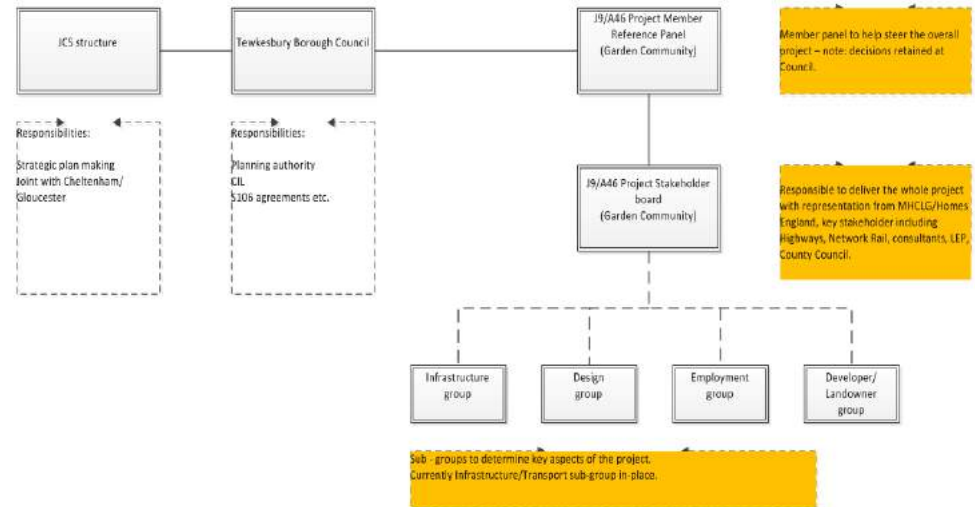 JCS structure
Tewkesbury Borough Council
J9/A46 Project Member
Reference Panel
(Garden Community)
Member panel to help steer the overall
project – note: decisions retained at
Council.
Responsibilities:
Strategic plan making
Joint with Cheltenham/
Gloucester
Responsibilities:
Planning authority
CIL
S106 agreements etc.
J9/A46 Project Stakeholder
board
(Garden Community)
Responsible to deliver the whole project
with representation from MHCLG/Homes
England, key stakeholder including
Highways, Network Rail, consultants, LEP,
County Council.
Infrastructure
group
Design
group
Employment
group
Developer/
Landowner
group
Sub - groups to determine key aspects of the project.
Currently Infrastructure/Transport sub-group in-place.